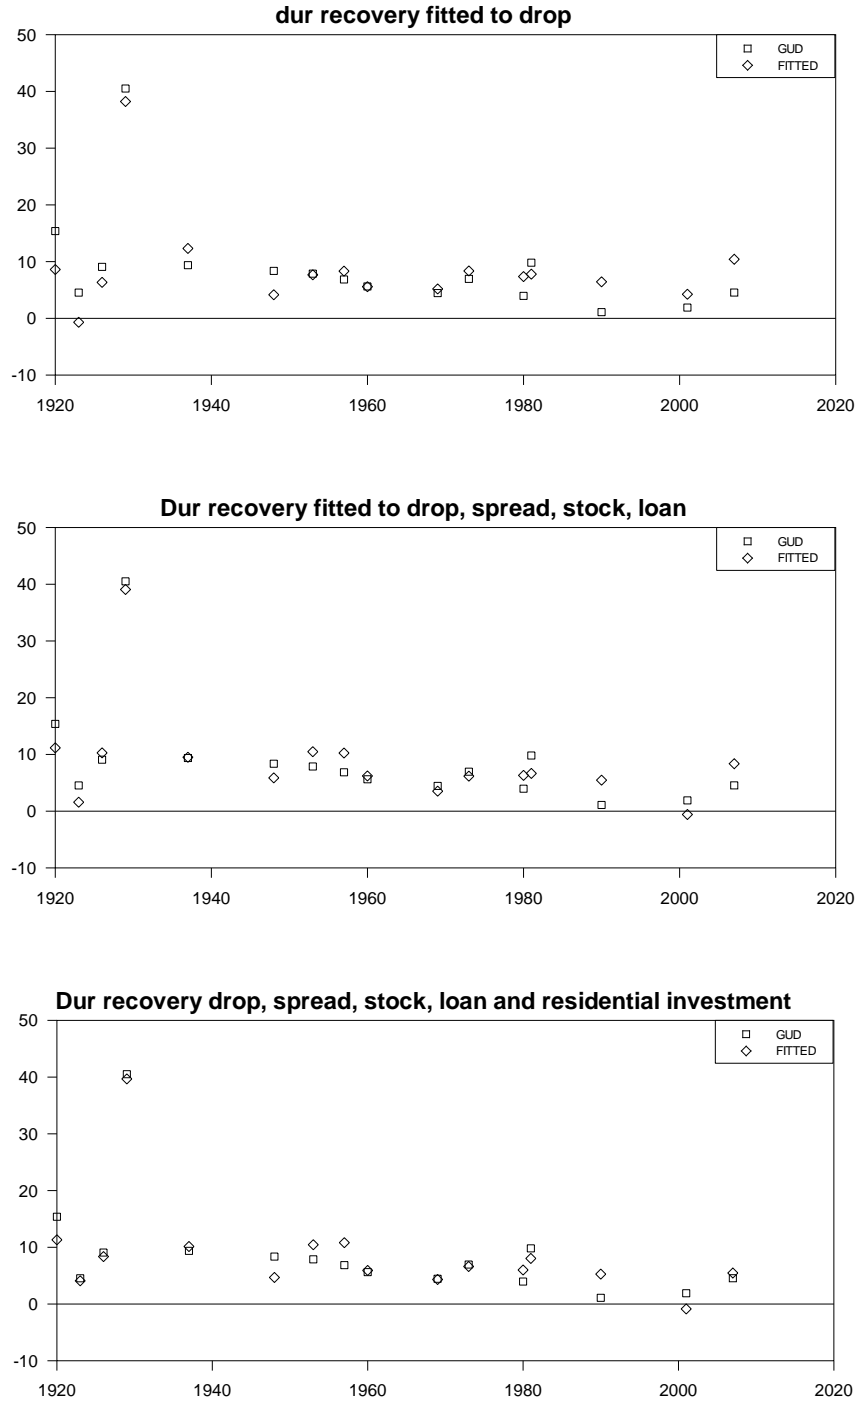 dur recovery fitted to drop
GUD
FITTED
50
40
30
20
10
0
-10
1920 1940 1960 1980 2000 2020
Dur recovery fitted to drop, spread, stock, loan
GUD
FITTED
50
40
30
20
10
0
-10
1920 1940 1960 1980 2000 2020
Dur recovery drop, spread, stock, loan and residential investment
GUD
FITTED
50
40
30
20
10
0
-10
1920 1940 1960 1980 2000 2020